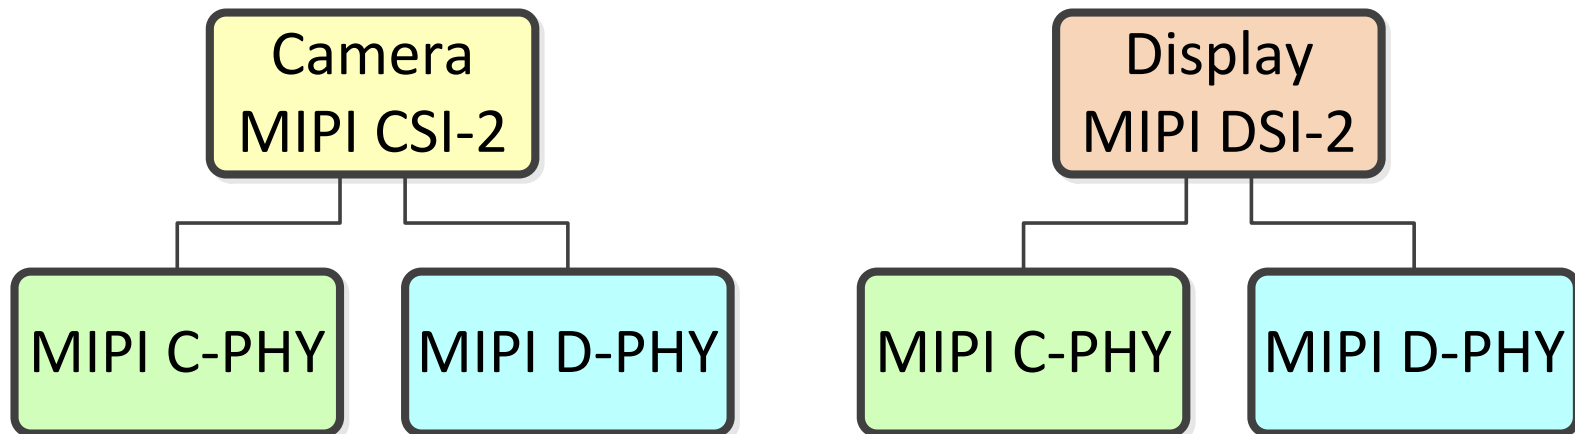 Camera
MIPI CSI-2
Display
MIPI DSI-2
MIPI C-PHY
MIPI D-PHY
MIPI C-PHY
MIPI D-PHY